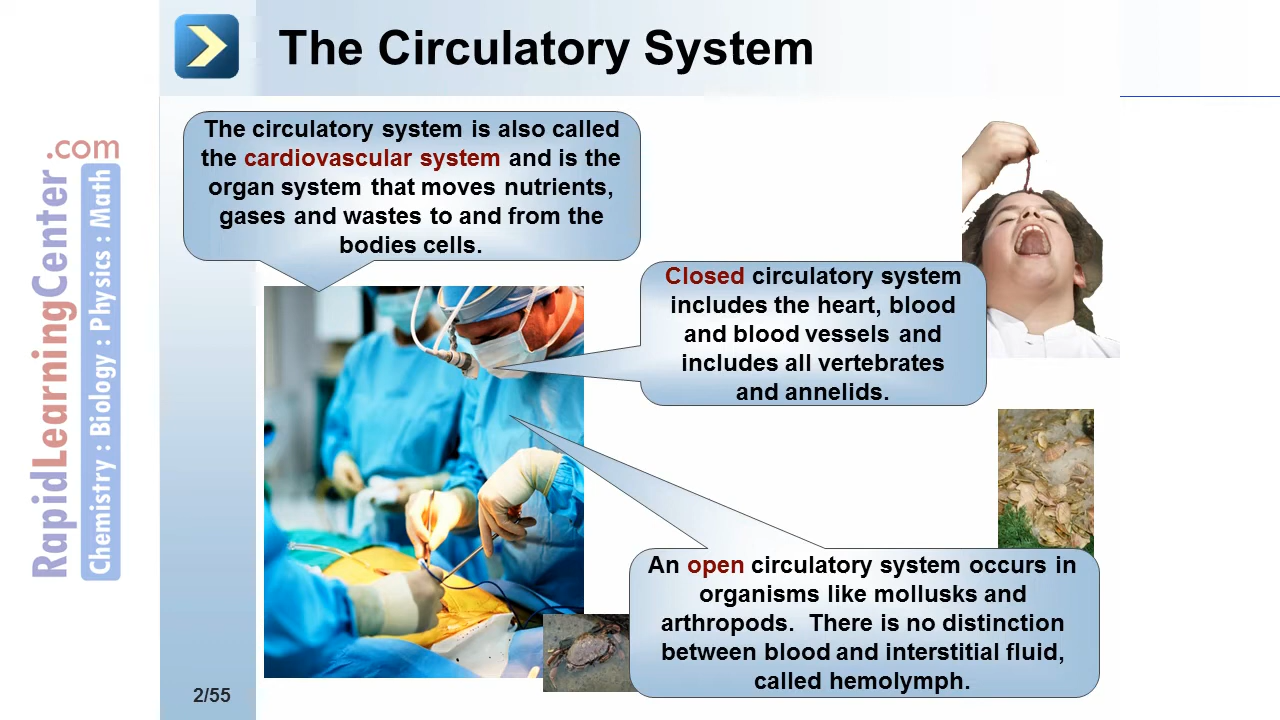 The Circulatory System
The circulatory system is also called
the cardiovascular system and is the
organ system that moves nutrients,
gases and wastes to and from the
bodies cells.
Closed circulatory system
includes the heart, blood
and blood vessels and
includes all vertebrates
and annelids.
An open circulatory system occurs in
organisms like mollusks and
arthropods.  There is no distinction
between blood and interstitial fluid,
called hemolymph.
RapidLearningCenter.com
Chemistry : Biology : Physics : Math
2/55